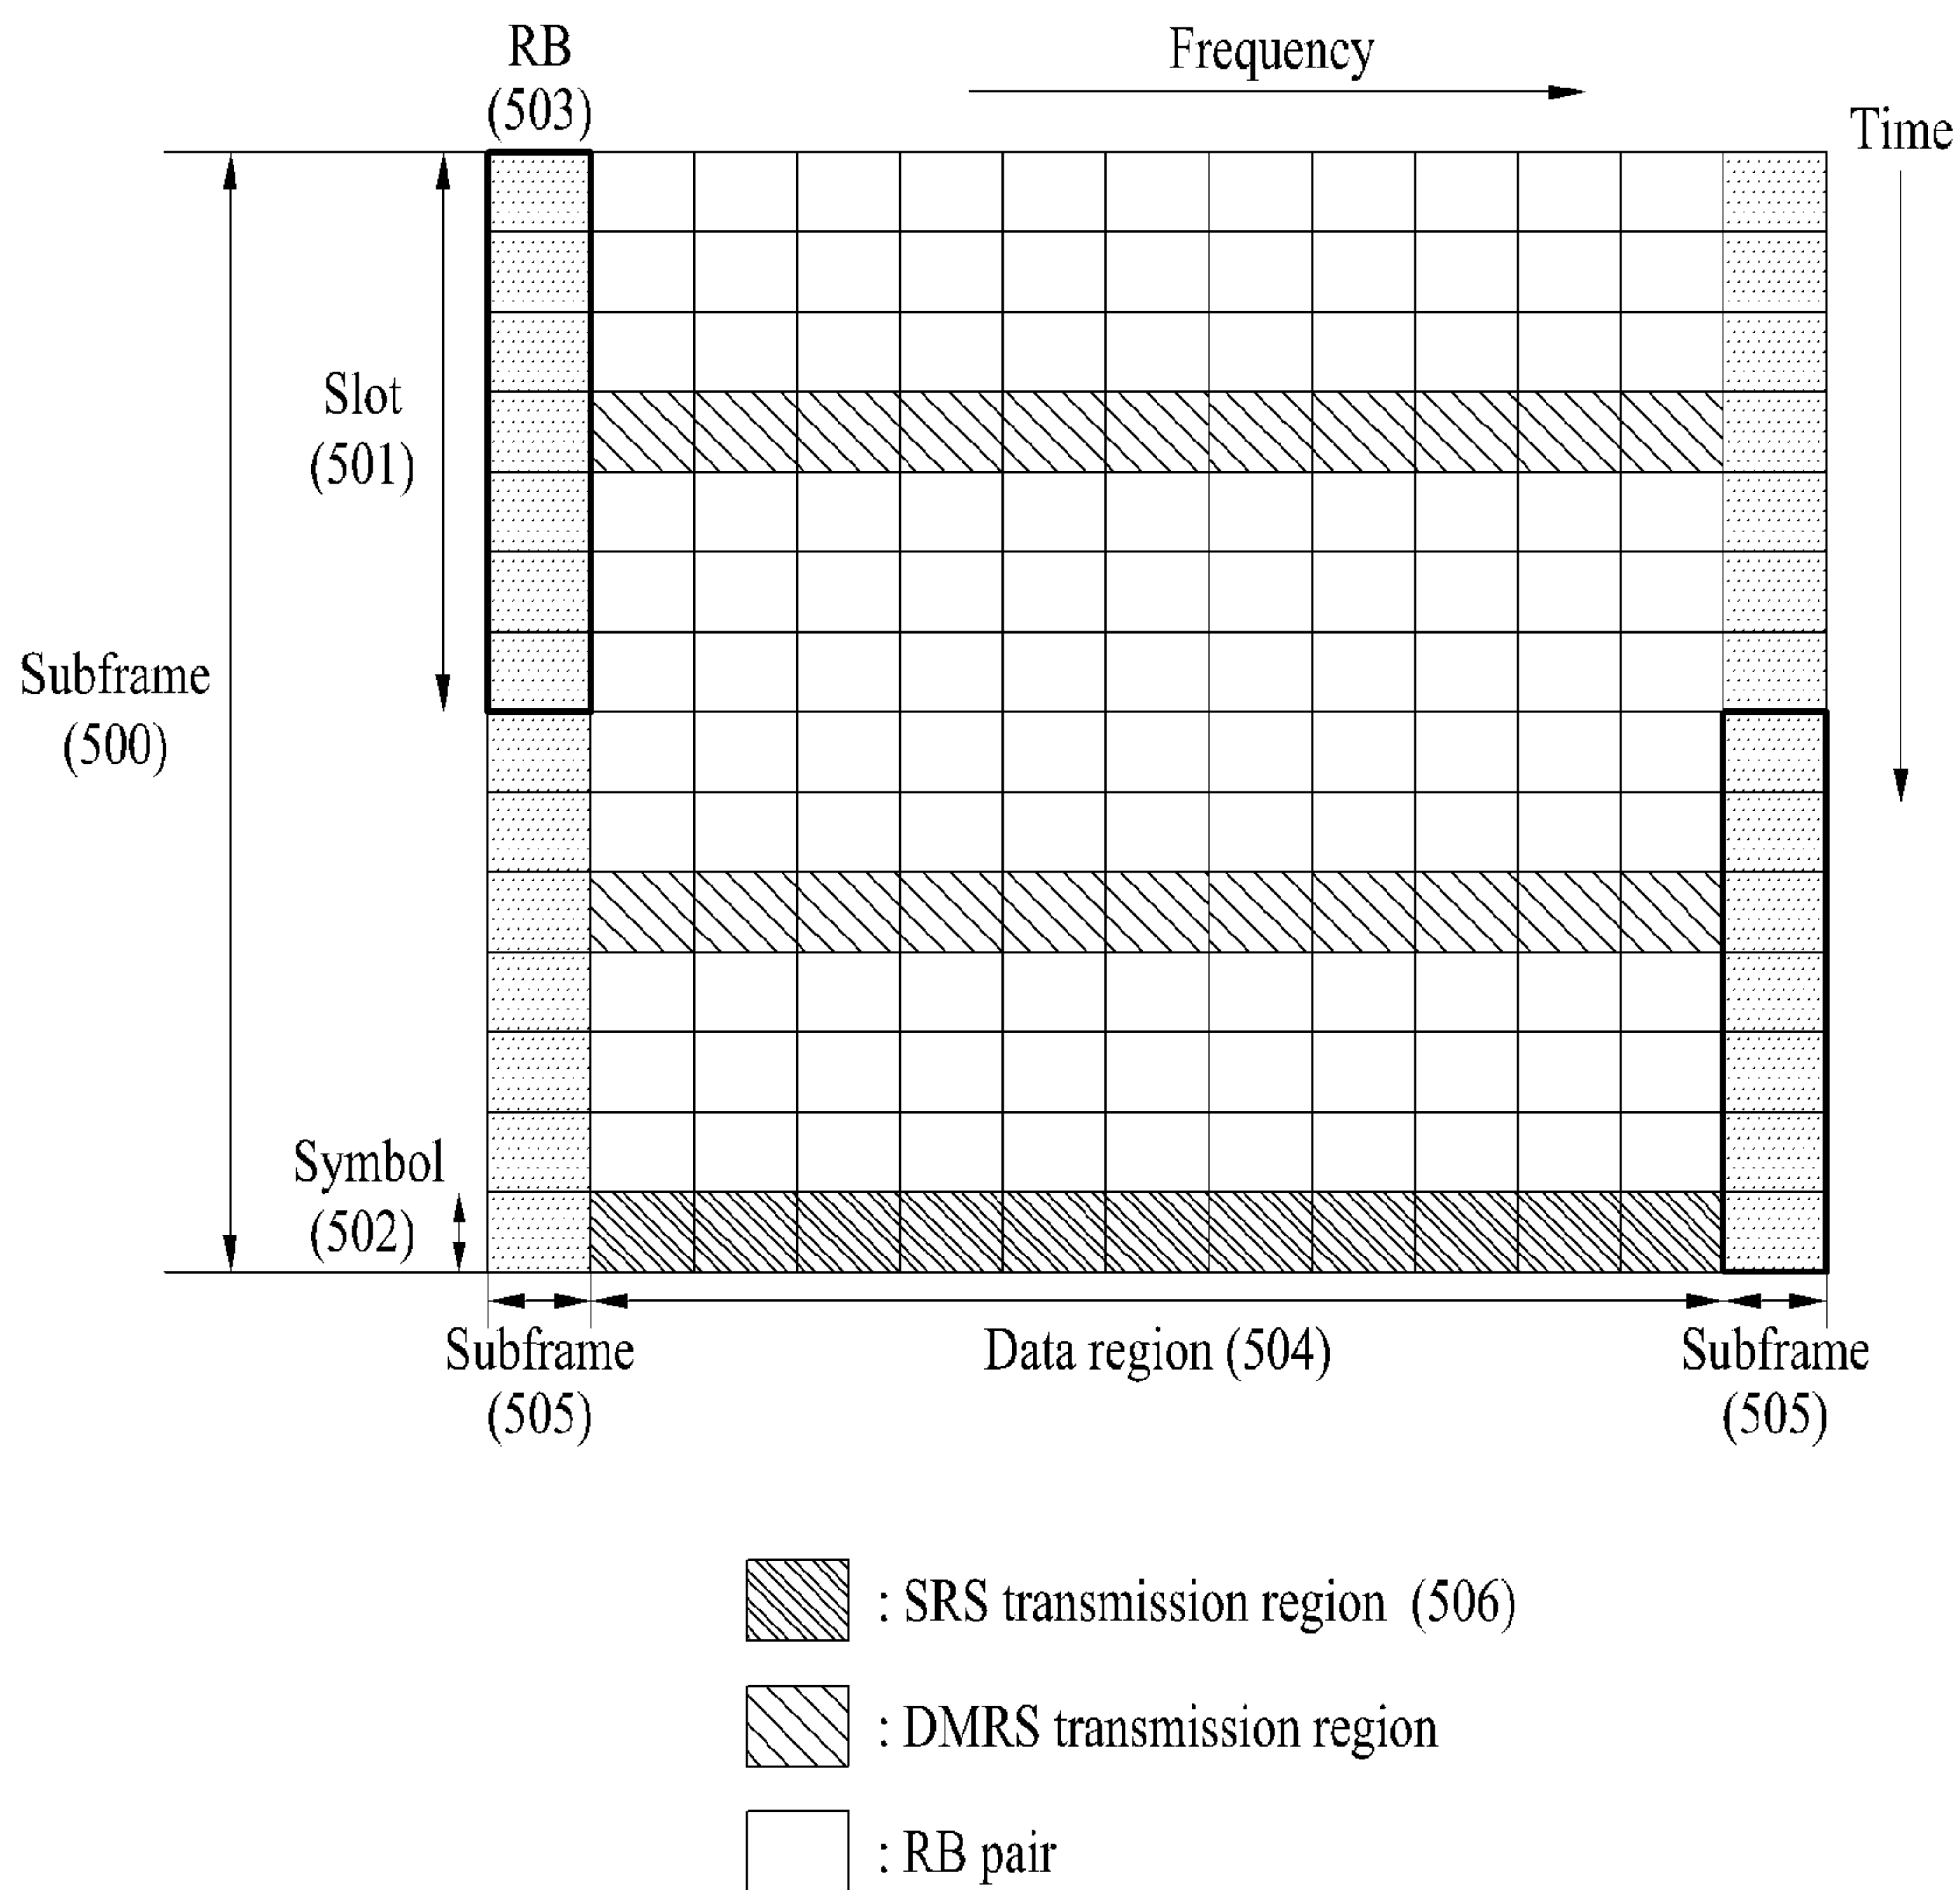 RB
(503)
Frequency
Time
Slot
(501)
Subframe
(500)
Symbol
(502)
Subframe
(505)
Data region (504)
Subframe
(505)
: SRS transmission region (506)
: DMRS transmission region
: RB pair